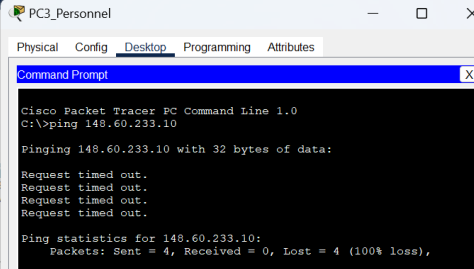 PC3_Personnel
Physical Config Desktop Programming Attributes
Command Prompt X
Cisco Packet Tracer PC Command Line 1.0
C:\>ping 148.60.233.10
Pinging 148.60.233.10 with 32 bytes of data:
Request timed out.
Request timed out.
Request timed out.
Request timed out.
Ping statistics for 148.60.233.10:
Packets: Sent = 4, Received = 0, Lost = 4 (100% loss),